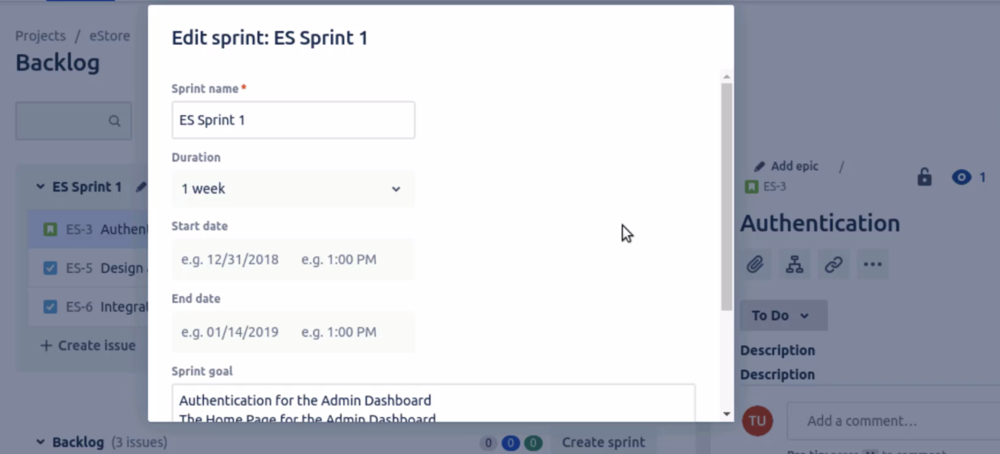 Projects / eStore
Backlog
ES Sprint 1
ES-3 Authent
ES-5 Design
ES-6 Integrat
+ Create issue
Backlog (3 issues)
0 0 0 Create sprint
Edit sprint: ES Sprint 1
Sprint name*
ES Sprint 1
Duration
1 week
Start date
e.g. 12/31/2018 e.g. 1:00 PM
End date
e.g. 01/14/2019 e.g. 1:00 PM
Sprint goal
Authentication for the Admin Dashboard
The Home Page for the Admin Dashboard
Add epic /
ES-3
1
Authentication
To Do
Description
Description
TU Add a comment…